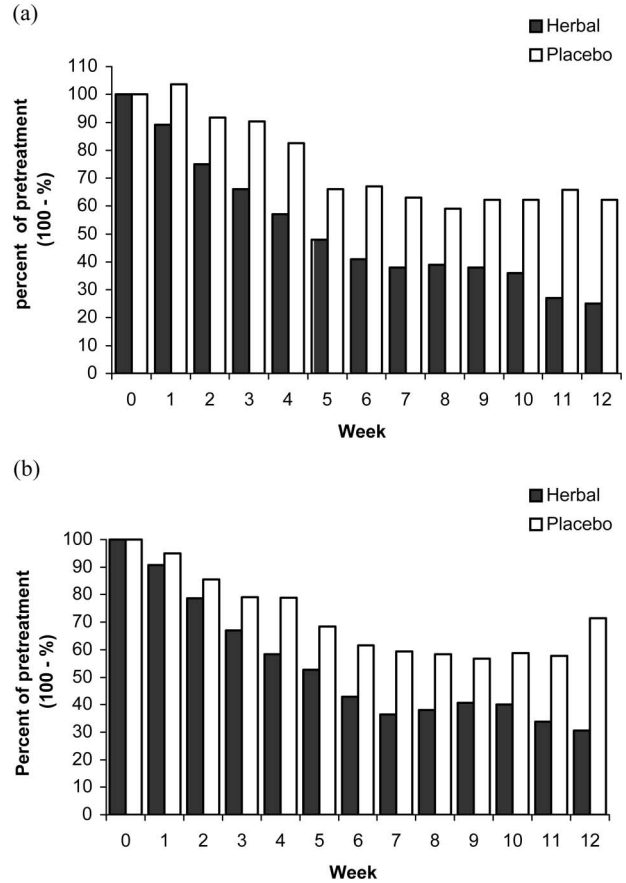 (a)
Herbal
Placebo
110
100
90
80
70
60
50
40
30
20
10
0
percent of pretreatment
(100 - %)
0 1 2 3 4 5 6 7 8 9 10 11 12
Week
(b)
Herbal
Placebo
100
90
80
70
60
50
40
30
20
10
0
Percent of pretreatment
(100 - %)
0 1 2 3 4 5 6 7 8 9 10 11 12
Week